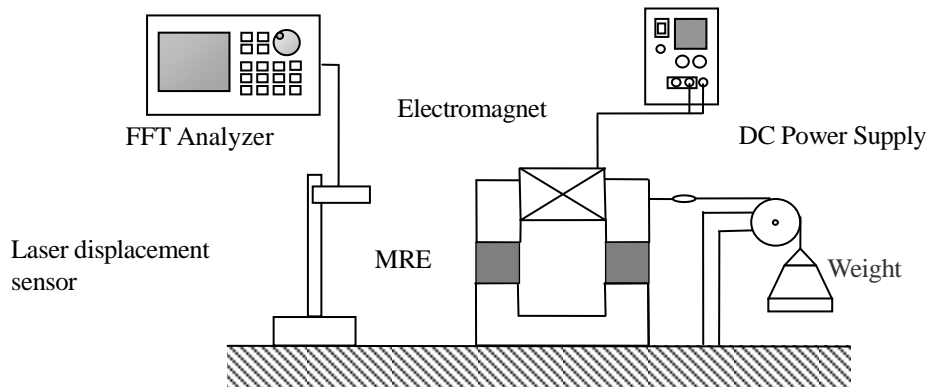 FFT Analyzer
Electromagnet
DC Power Supply
Laser displacement
sensor
MRE
Weight